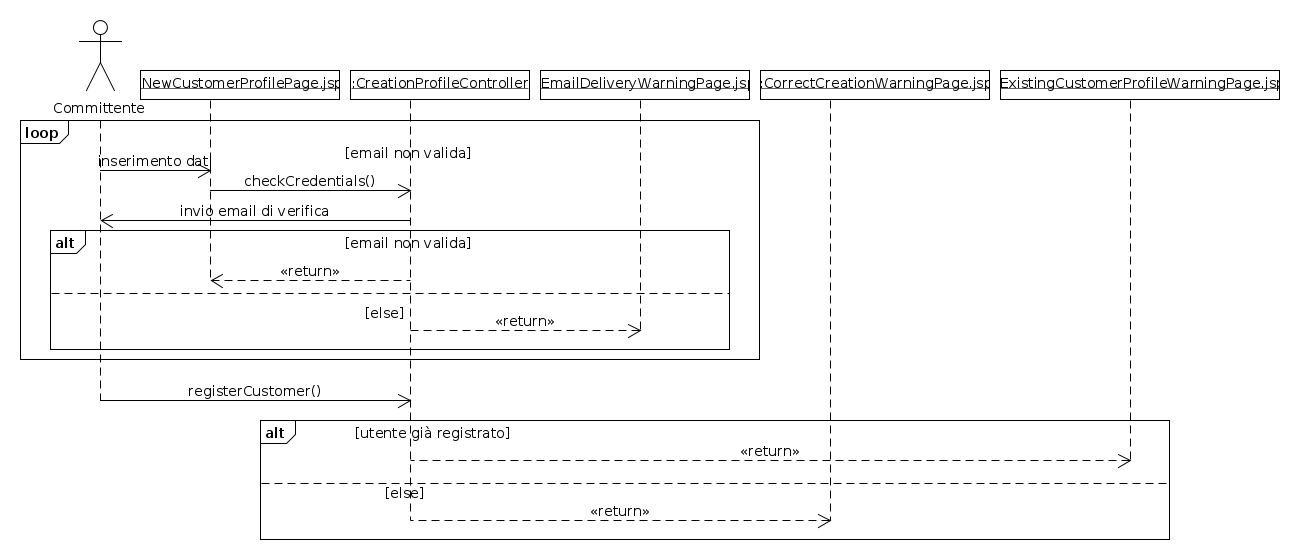 Committente
NewCustomerProfilePage.jsp
:CreationProfileController
EmailDeliveryWarningPage.jsp
:CorrectCreationWarningPage.jsp
ExistingCustomerProfileWarningPage.jsp
loop
[email non valida]
inserimento dat
checkCredentials()
invio email di verifica
alt
[email non valida]
«return»
[else]
«return»
registerCustomer()
alt
[utente già registrato]
«return»
[else]
«return»